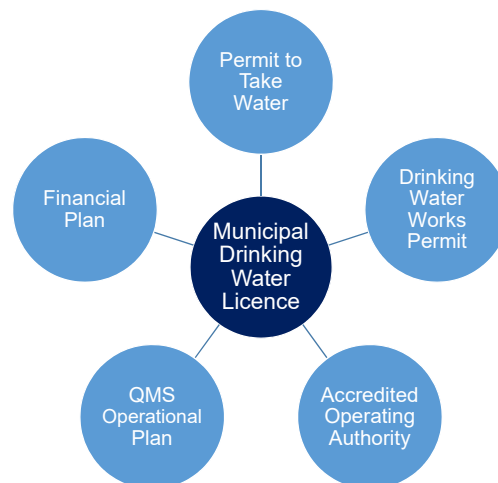 Permit to
Take
Water
Financial
Plan
Drinking
Water
Works
Permit
Municipal
Drinking
Water
Licence
QMS
Operational
Plan
Accredited
Operating
Authority